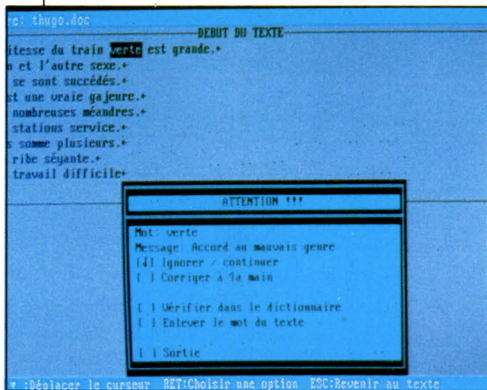 re: thugo.doc
DEBUT DU TEXTE
itesse du train verte est grande.+
n et l'autre sexe.+
se sont succédés.+
st une vraie gajeure.+
nombreuses méandres.+
stations service.+
s somme plusieurs.+
ribe séyante.+
travail difficile+
ATTENTION !!!
Mot: verte
Message: Accord au mauvais genre
[√] Ignorer / continuer
[ ] Corriger à la main
[ ] Vérifier dans le dictionnaire
[ ] Enlever le mot du texte
[ ] Sortie
:Déplacer le curseur RET:Choisir une option ESC:Revenir au texte